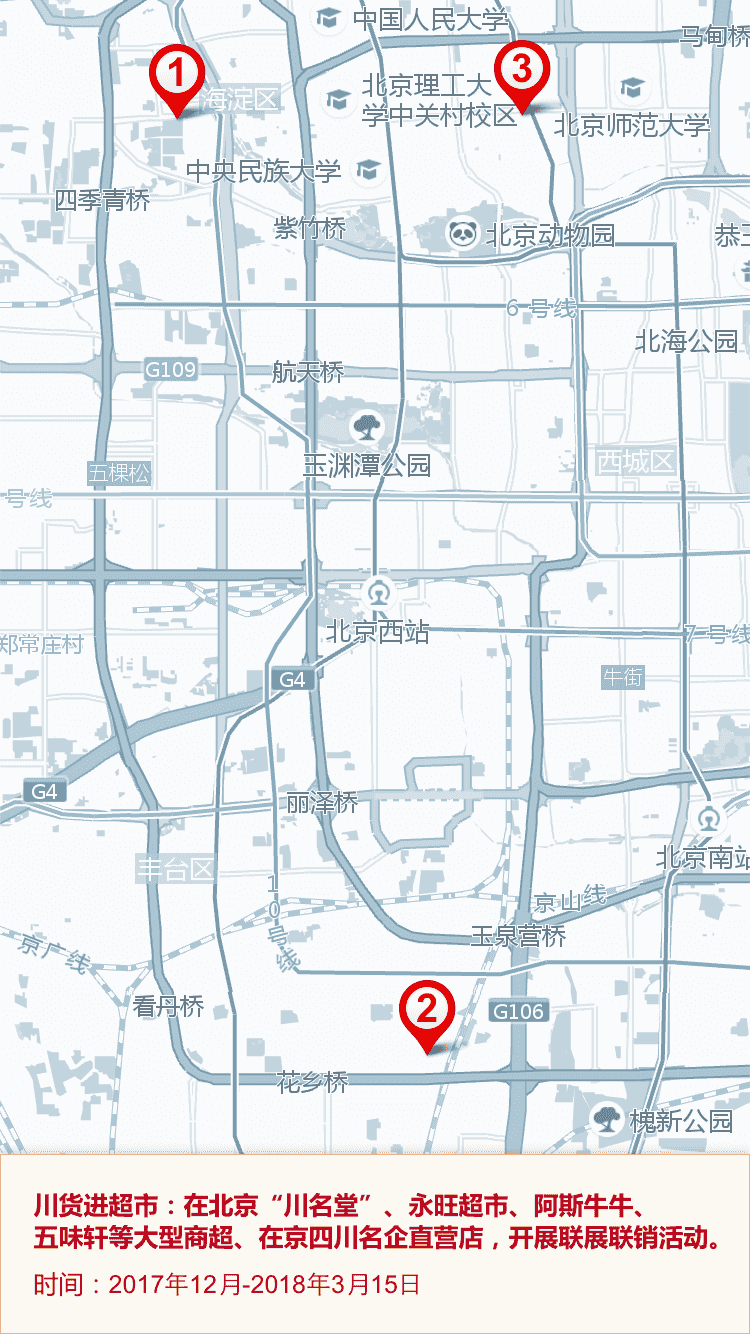 中国人民大学
马甸桥
1
3
海淀区
北京理工大
学中关村校区
北京师范大学
中央民族大学
四季青桥
紫竹桥
北京动物园
恭王
6 号线
北海公园
G109
航天桥
玉渊潭公园
西城区
五棵松
号线
北京西站
7 号线
郑常庄村
G4
牛街
G4
丽泽桥
丰台区
北京南站
10号线
京山线
玉泉营桥
京广线
看丹桥
2
G106
花乡桥
槐新公园
川货进超市：在北京“川名堂”、永旺超市、阿斯牛牛、
五味轩等大型商超、在京四川名企直营店，开展联展联销活动。
时间：2017年12月-2018年3月15日